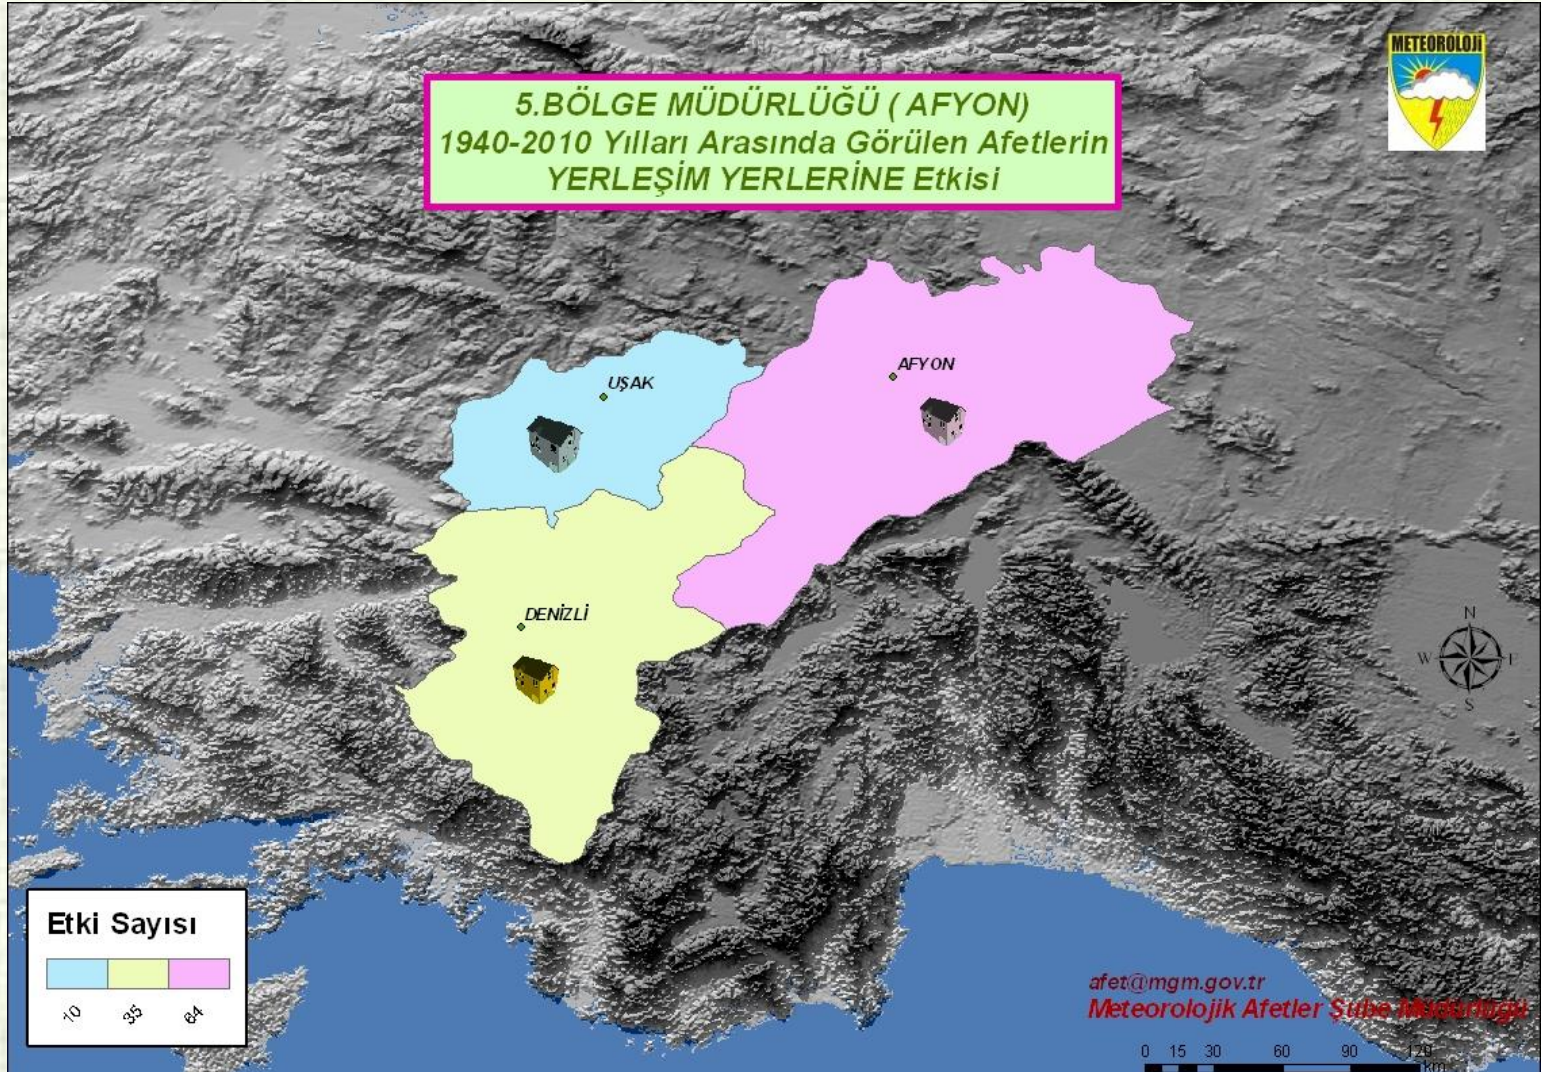 METEOROLOJİ
5.BÖLGE MÜDÜRLÜĞÜ ( AFYON)
1940-2010 Yılları Arasında Görülen Afetlerin
YERLEŞİM YERLERİNE Etkisi
AFYON
UŞAK
DENİZLİ
N
W E
S
Etki Sayısı
10 35 64
afet@mgm.gov.tr
Meteorolojik Afetler Şube Müdürlüğü
0 15 30 60 90 120
km